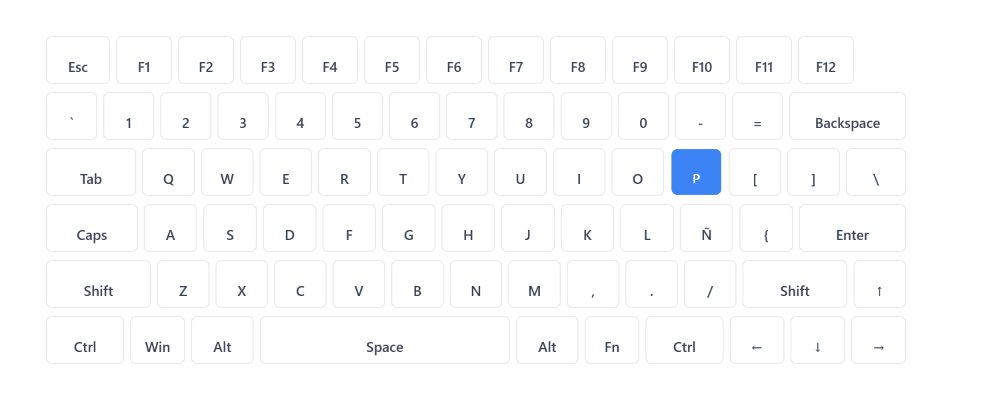 Esc F1 F2 F3 F4 F5 F6 F7 F8 F9 F10 F11 F12
` 1 2 3 4 5 6 7 8 9 0 - = Backspace
Tab Q W E R T Y U I O P [ ] \
Caps A S D F G H J K L Ñ { Enter
Shift Z X C V B N M , . / Shift ↑
Ctrl Win Alt Space Alt Fn Ctrl ← ↓ →